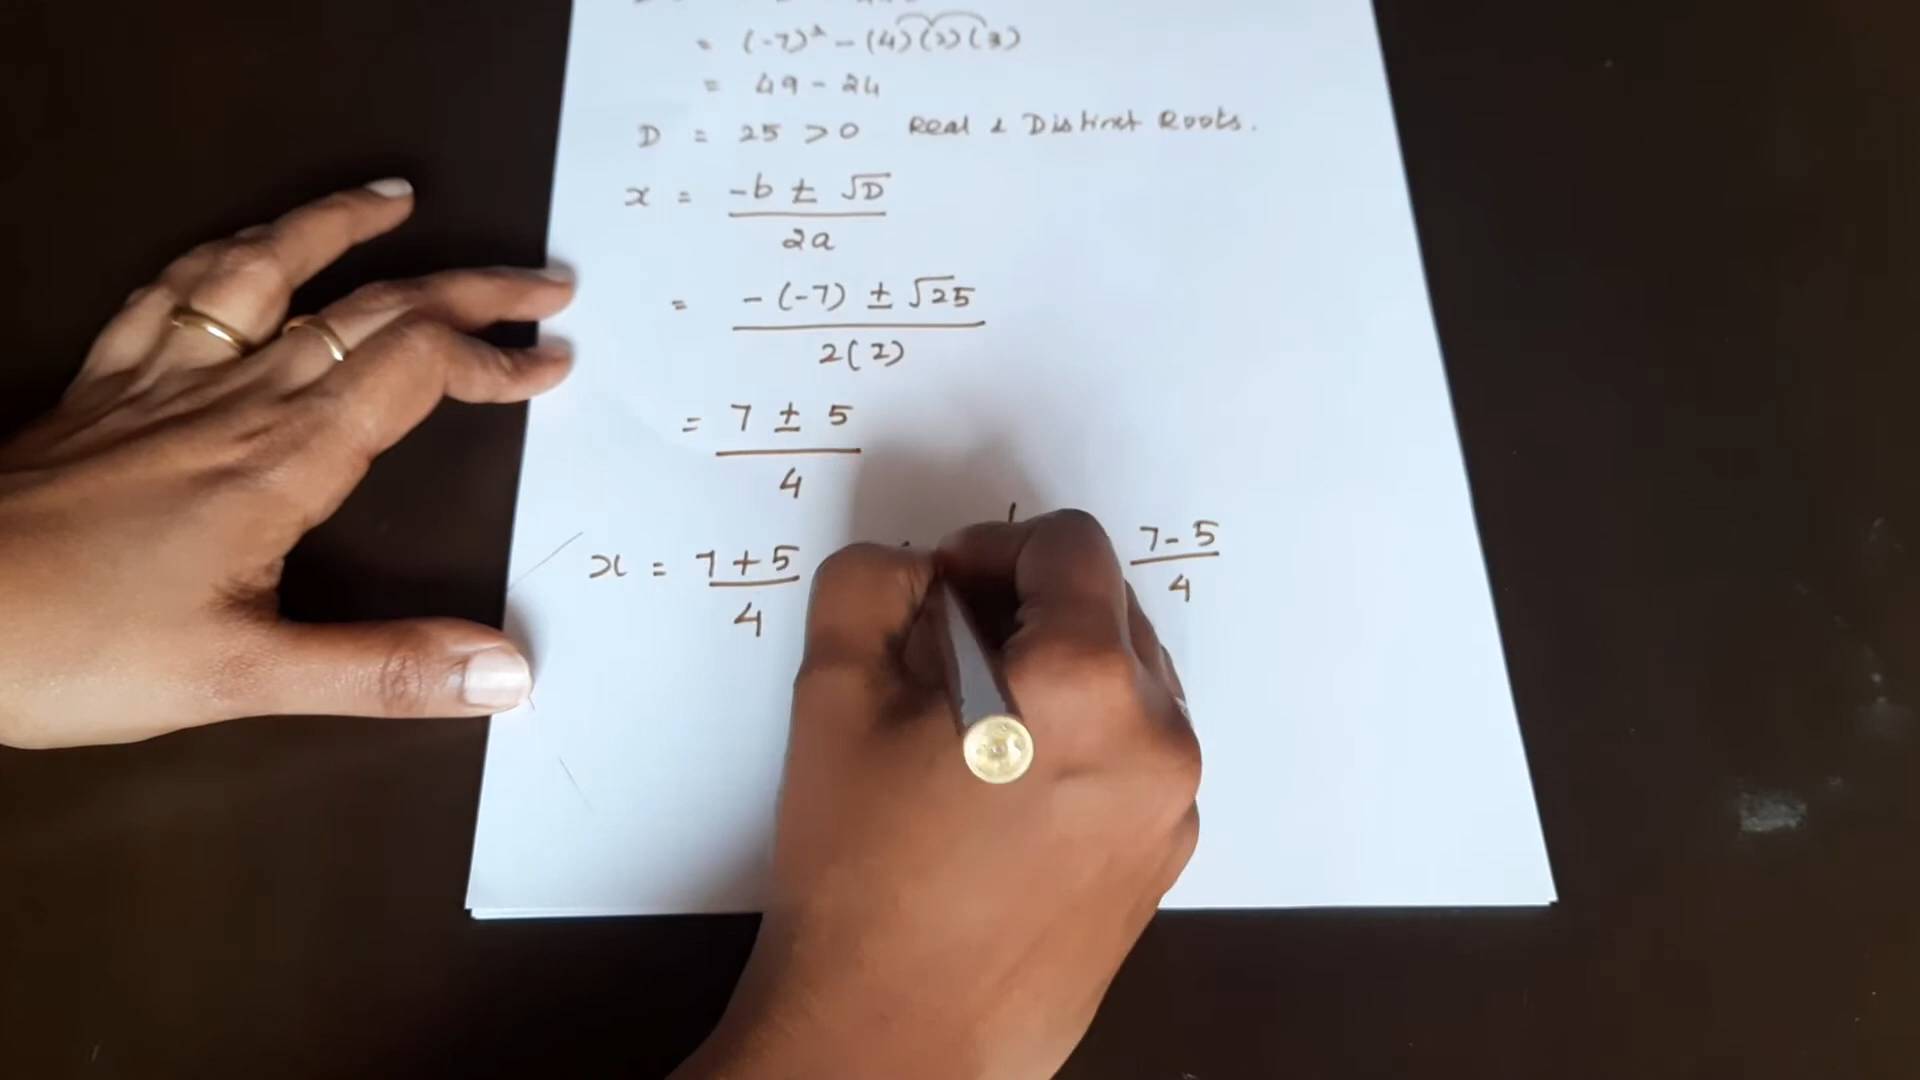 = (-7)² - (4)(2)(3)
= 49 - 24
D = 25 > 0 Real & Distinct Roots.
x = -b ± √D / 2a
= -(-7) ± √25 / 2(2)
= 7 ± 5 / 4
x = 7 + 5 / 4 7 - 5 / 4